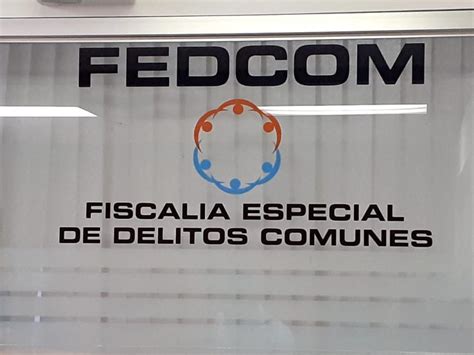 FEDCOM
FISCALIA ESPECIAL
DE DELITOS COMUNES